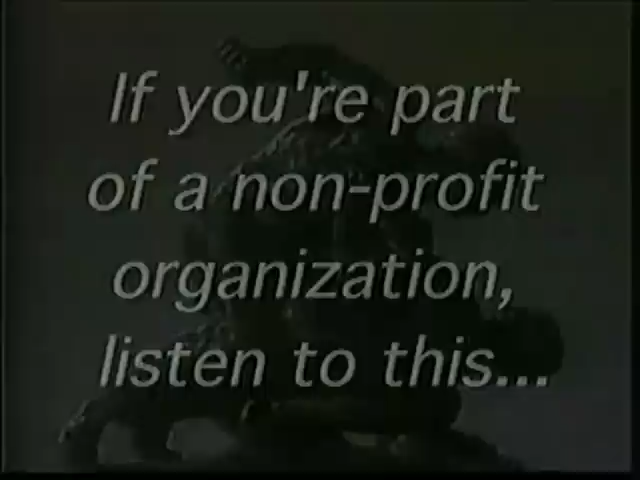 If you're part
of a non-profit
organization,
listen to this...